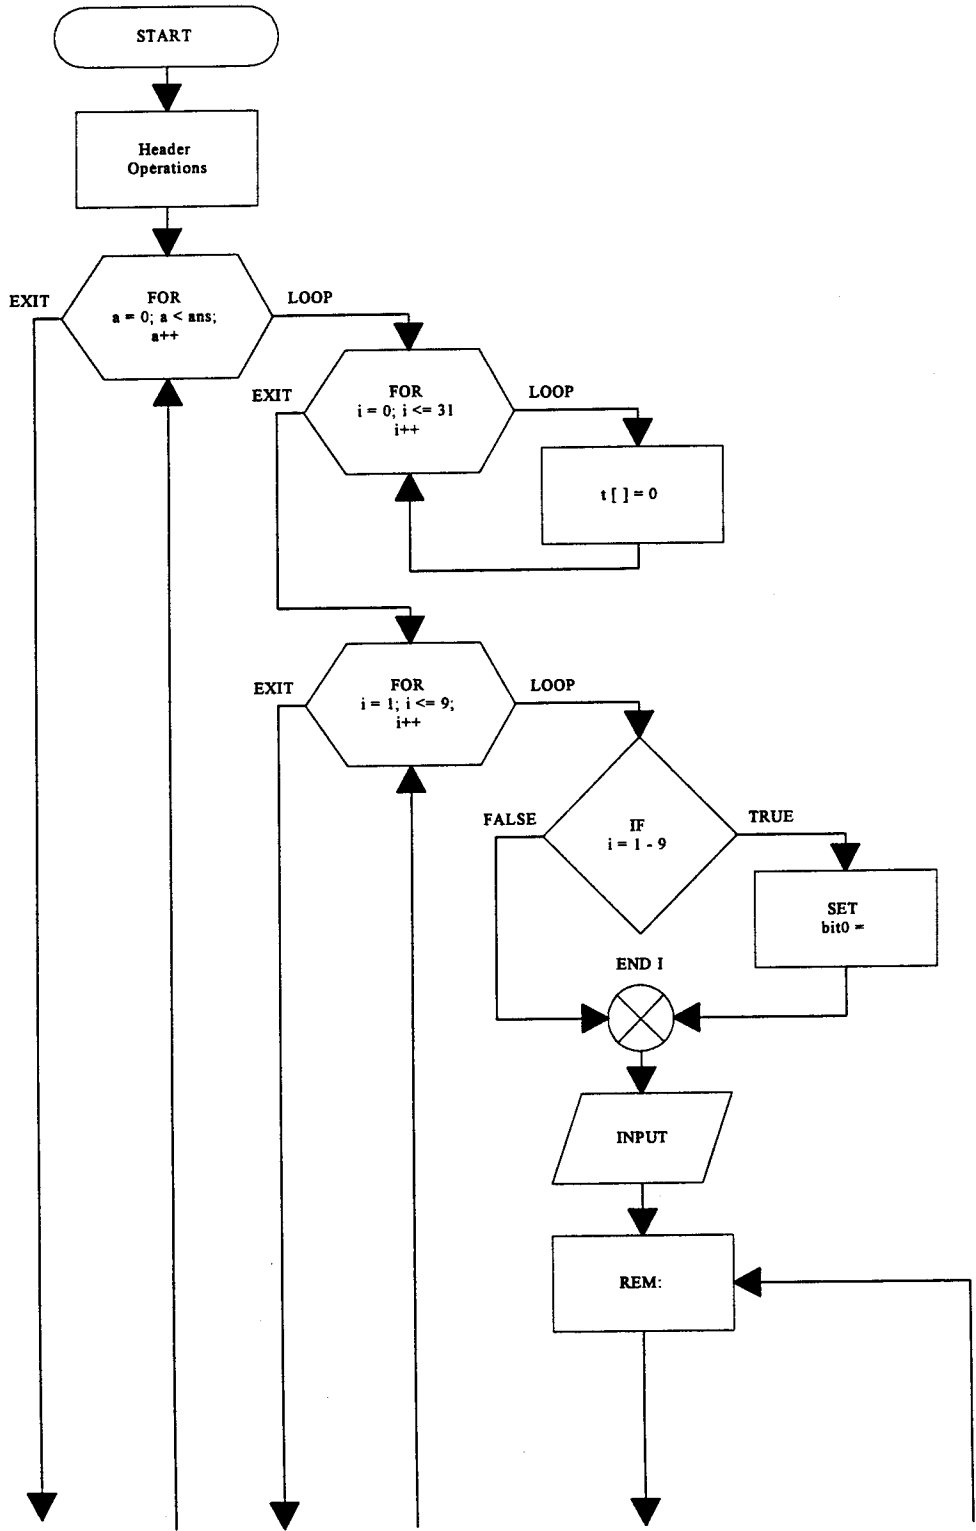 START
Header
Operations
EXIT
FOR
a = 0; a < ans;
a++
LOOP
EXIT
FOR
i = 0; i <= 31
i++
LOOP
t [ ] = 0
EXIT
FOR
i = 1; i <= 9;
i++
LOOP
FALSE
IF
i = 1 - 9
TRUE
SET
bit0 =
END I
INPUT
REM: